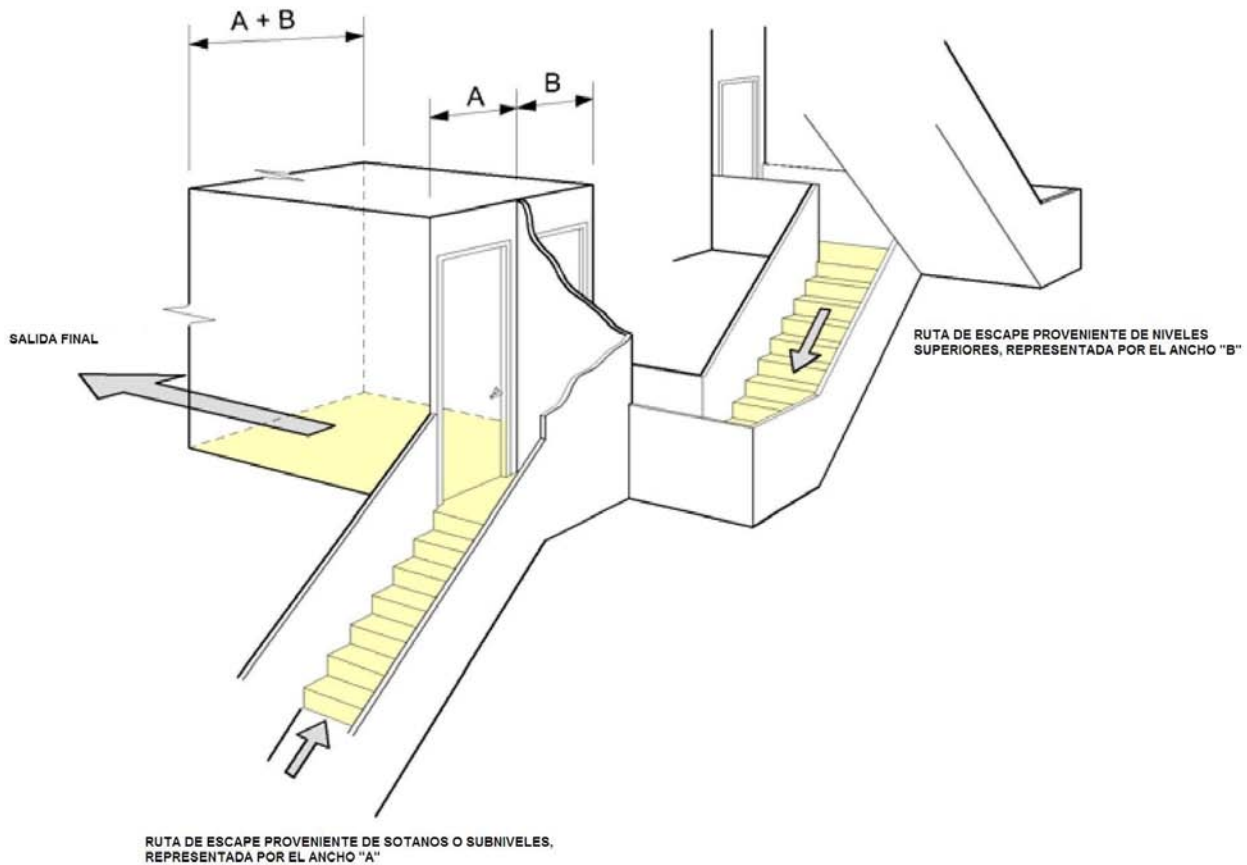 A + B
A
B
SALIDA FINAL
RUTA DE ESCAPE PROVENIENTE DE NIVELES
SUPERIORES, REPRESENTADA POR EL ANCHO "B"
RUTA DE ESCAPE PROVENIENTE DE SOTANOS O SUBNIVELES,
REPRESENTADA POR EL ANCHO "A"